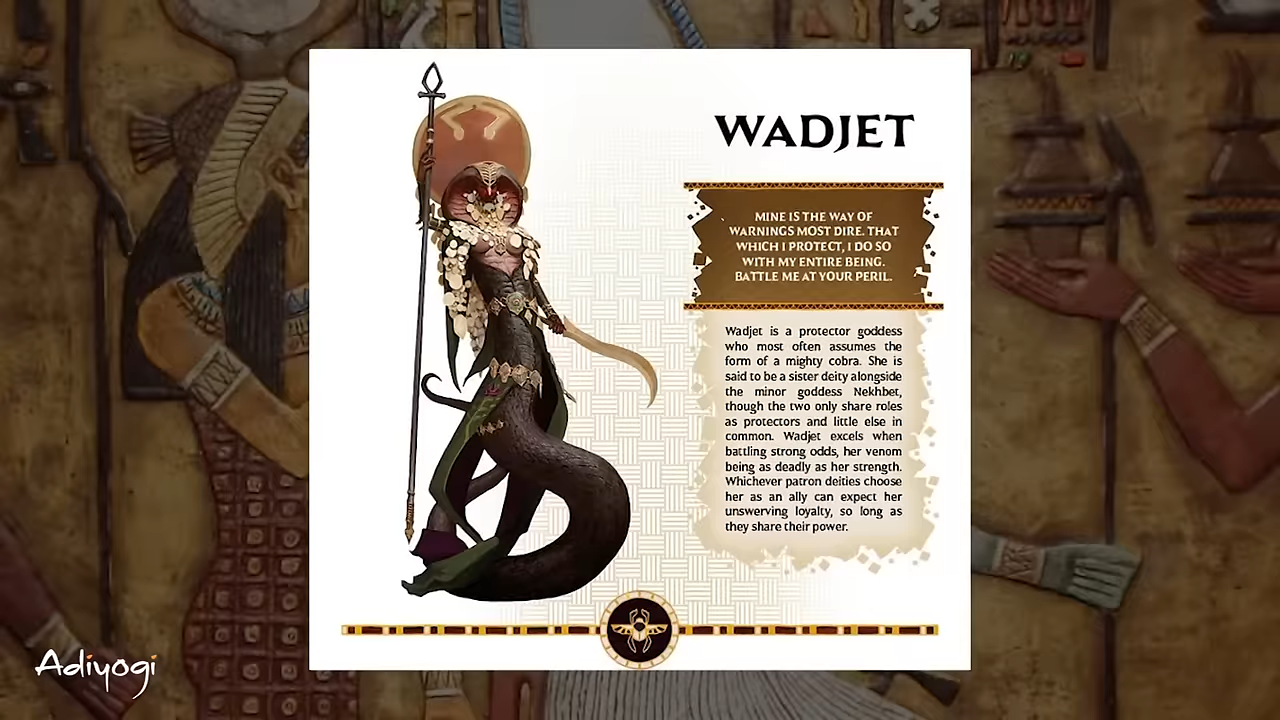 WADJET
MINE IS THE WAY OF
WARNINGS MOST DIRE. THAT
WHICH I PROTECT, I DO SO
WITH MY ENTIRE BEING.
BATTLE ME AT YOUR PERIL.
Wadjet is a protector goddess
who most often assumes the
form of a mighty cobra. She is
said to be a sister deity alongside
the minor goddess Nekhbet,
though the two only share roles
as protectors and little else in
common. Wadjet excels when
battling strong odds, her venom
being as deadly as her strength.
Whichever patron deities choose
her as an ally can expect her
unswerving loyalty, so long as
they share their power.
Adiyogi